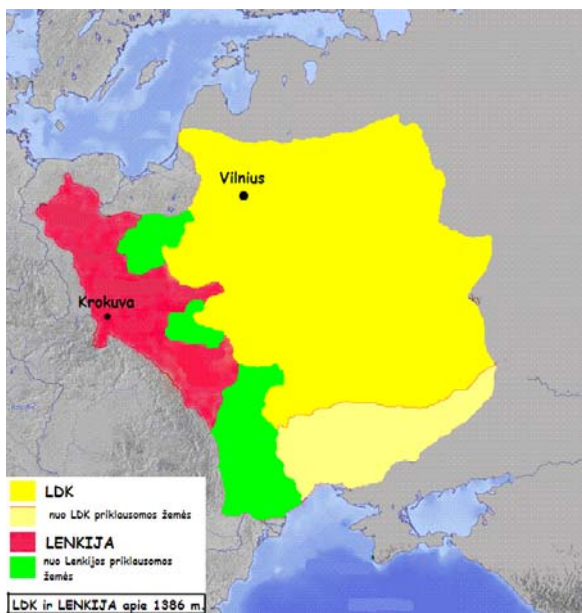 Vilnius
Krokuva
LDK
nuo LDK priklausomos žemės
LENKIJA
nuo Lenkijos priklausomos
žemės
LDK ir LENKIJA apie 1386 m.